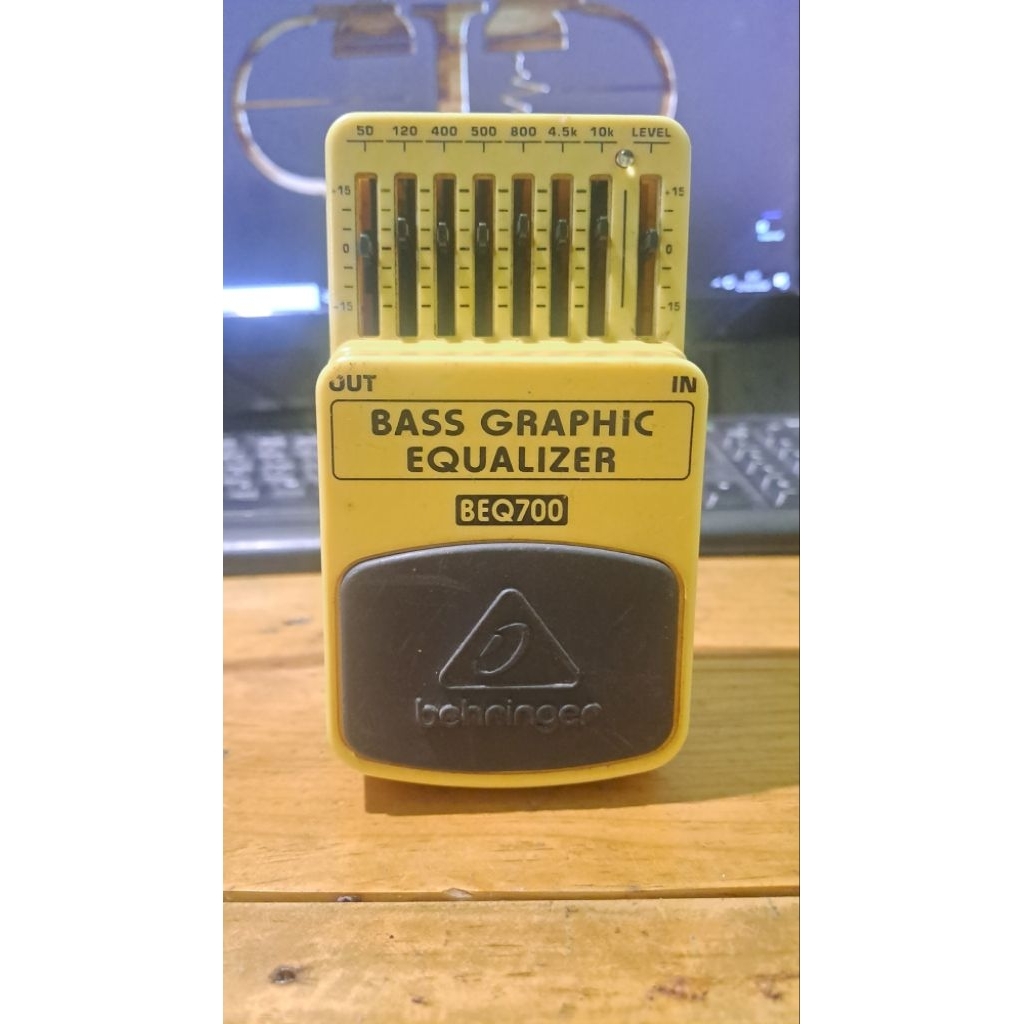 50 120 400 500 800 4.5k 10k LEVEL
+15 +15
0 0
-15 -15
OUT IN
BASS GRAPHIC
EQUALIZER
BEQ700
behringer